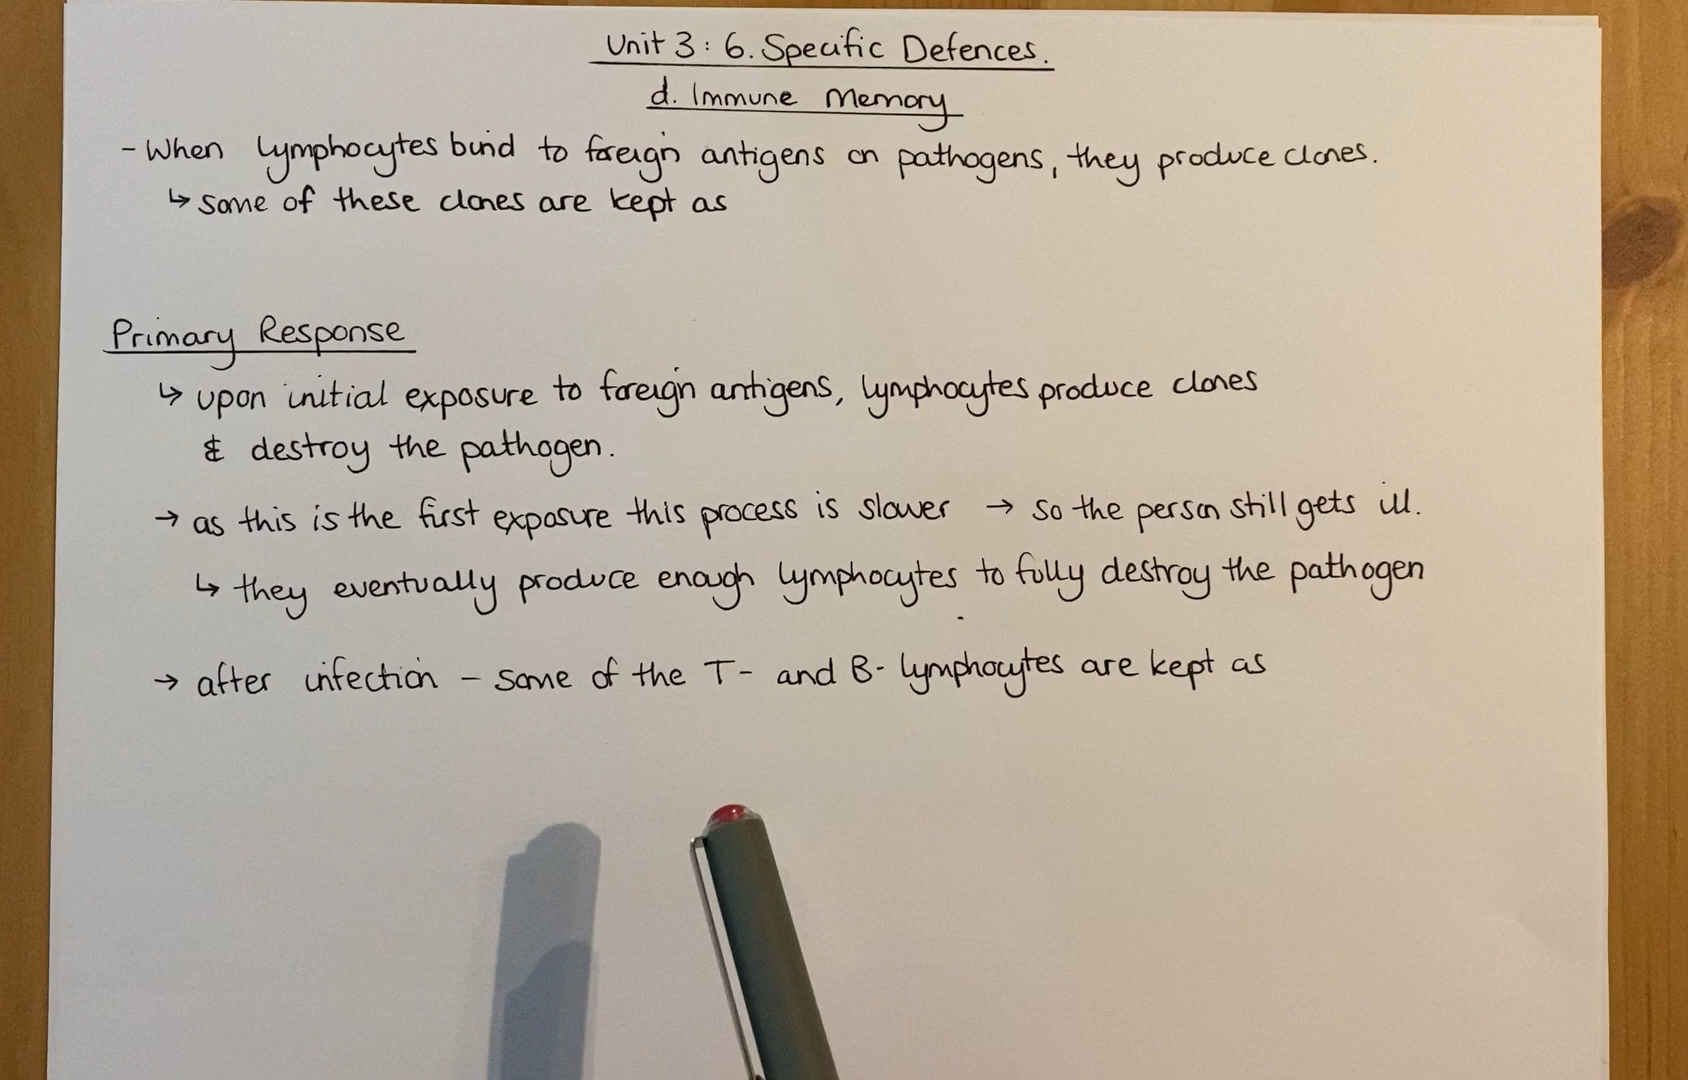 Unit 3: 6. Specific Defences.
d. Immune Memory
- When lymphocytes bind to foreign antigens on pathogens, they produce clones.
↳ some of these clones are kept as
Primary Response
↳ upon initial exposure to foreign antigens, lymphocytes produce clones
& destroy the pathogen.
→ as this is the first exposure this process is slower → so the person still gets ill.
↳ they eventually produce enough lymphocytes to fully destroy the pathogen
→ after infection - some of the T- and B- lymphocytes are kept as